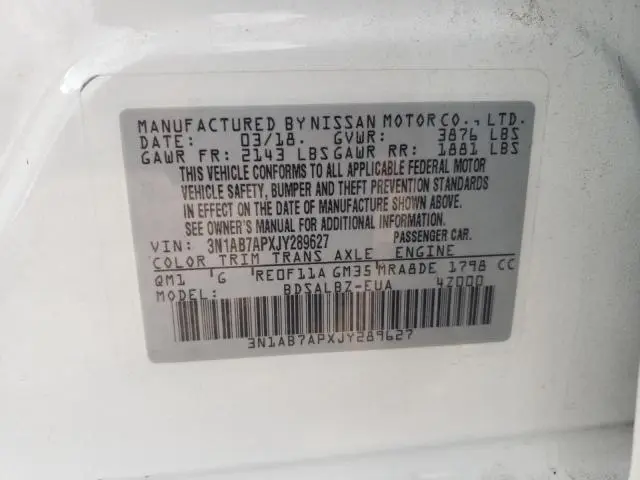 MANUFACTURED BY NISSAN MOTOR CO., LTD.
DATE: 03/18. GVWR: 3876 LBS
GAWR FR: 2143 LBS GAWR RR: 1881 LBS
THIS VEHICLE CONFORMS TO ALL APPLICABLE FEDERAL MOTOR
VEHICLE SAFETY, BUMPER AND THEFT PREVENTION STANDARDS
IN EFFECT ON THE DATE OF MANUFACTURE SHOWN ABOVE.
SEE OWNER'S MANUAL FOR ADDITIONAL INFORMATION.
VIN: 3N1AB7APXJY289627 PASSENGER CAR.
COLOR TRIM TRANS AXLE ENGINE
QM1 G RE0F11A GM35 MRA8DE 1798 CC
MODEL: BDSALBZ-EUA 4Z000
3N1AB7APXJY289627